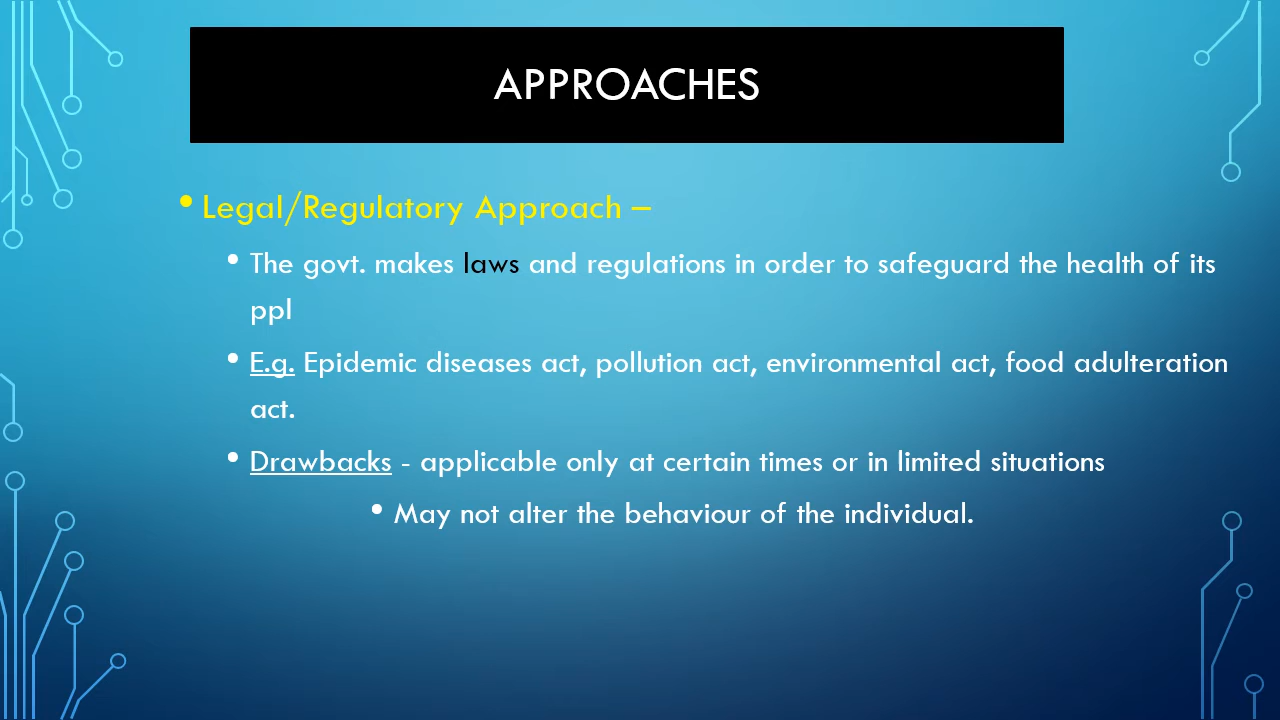 APPROACHES
• Legal/Regulatory Approach –
• The govt. makes laws and regulations in order to safeguard the health of its
ppl
• E.g. Epidemic diseases act, pollution act, environmental act, food adulteration
act.
• Drawbacks - applicable only at certain times or in limited situations
• May not alter the behaviour of the individual.